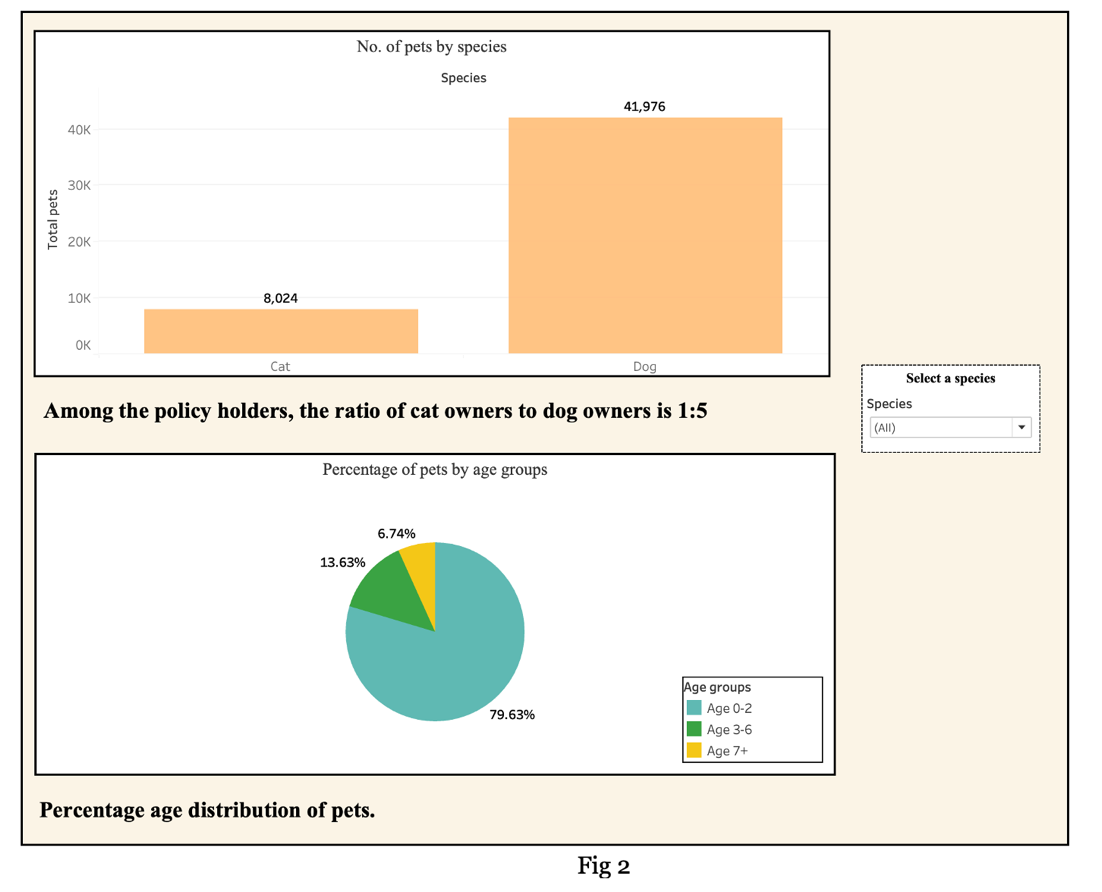 No. of pets by species
Species
41,976
40K
30K
Total pets
20K
8,024
10K
0K
Cat Dog
Select a species
Species
(All)
Among the policy holders, the ratio of cat owners to dog owners is 1:5
Percentage of pets by age groups
6.74%
13.63%
79.63%
Age groups
Age 0-2
Age 3-6
Age 7+
Percentage age distribution of pets.
Fig 2